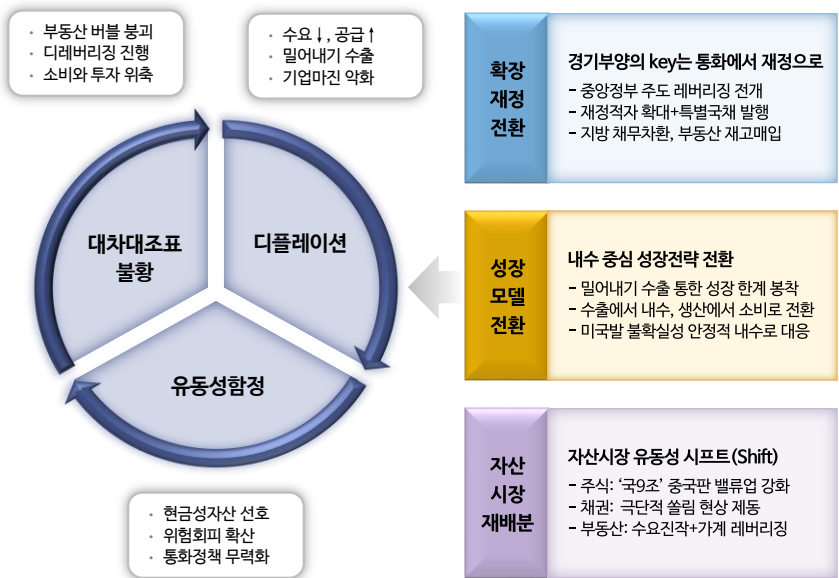 · 부동산 버블 붕괴
· 디레버리징 진행
· 소비와 투자 위축
· 수요↓, 공급↑
· 밀어내기 수출
· 기업마진 악화
대차대조표
불황
디플레이션
유동성함정
· 현금성자산 선호
· 위험회피 확산
· 통화정책 무력화
확장
재정
전환
경기부양의 key는 통화에서 재정으로
- 중앙정부 주도 레버리징 전개
- 재정적자 확대+특별국채 발행
- 지방 채무차환, 부동산 재고매입
성장
모델
전환
내수 중심 성장전략 전환
- 밀어내기 수출 통한 성장 한계 봉착
- 수출에서 내수, 생산에서 소비로 전환
- 미국발 불확실성 안정적 내수로 대응
자산
시장
재배분
자산시장 유동성 시프트(Shift)
- 주식: ‘국9조’ 중국판 밸류업 강화
- 채권: 극단적 쏠림 현상 제동
- 부동산: 수요진작+가계 레버리징